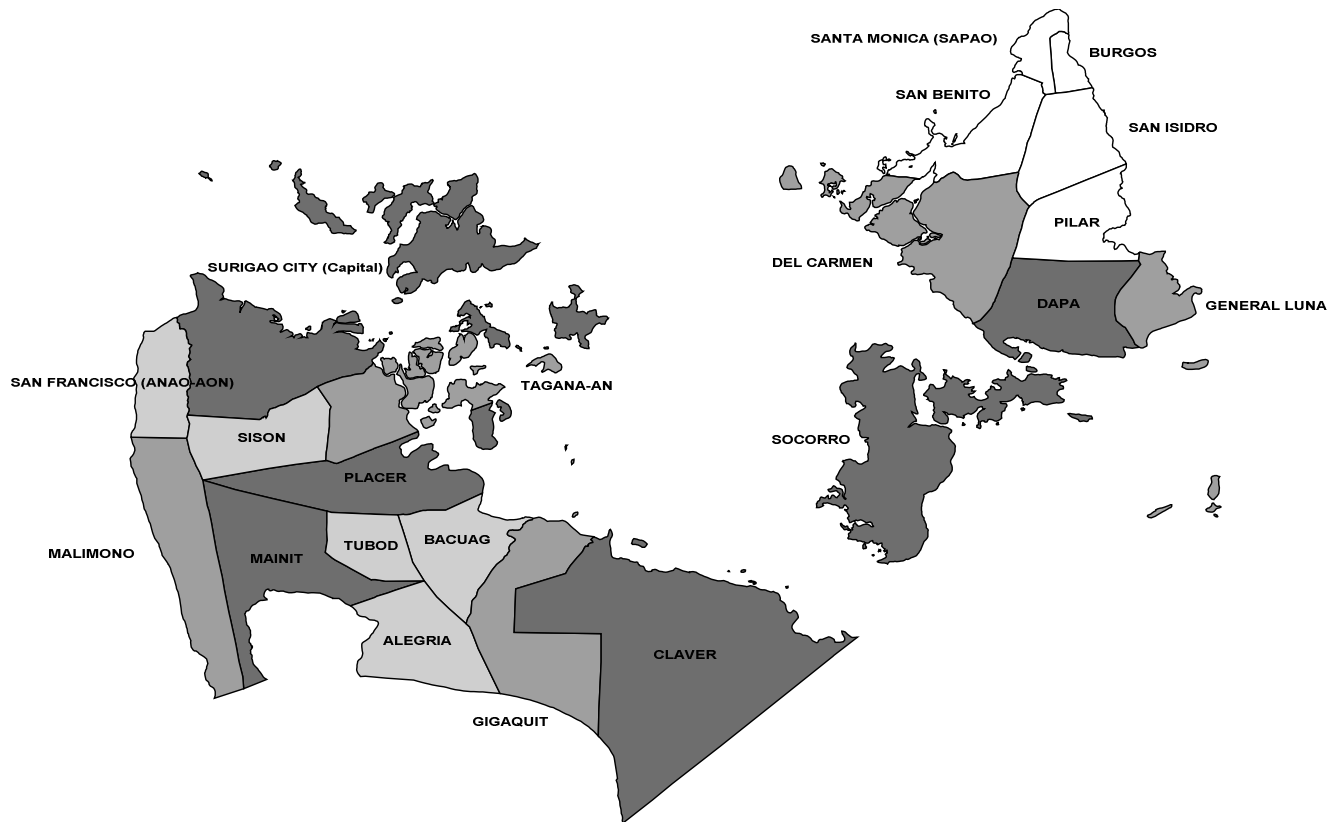 SANTA MONICA (SAPAO)
BURGOS
SAN BENITO
SAN ISIDRO
PILAR
SURIGAO CITY (Capital)
DEL CARMEN
DAPA
GENERAL LUNA
SAN FRANCISCO (ANAO-AON)
TAGANA-AN
SISON
SOCORRO
PLACER
MALIMONO
MAINIT
TUBOD
BACUAG
ALEGRIA
CLAVER
GIGAQUIT